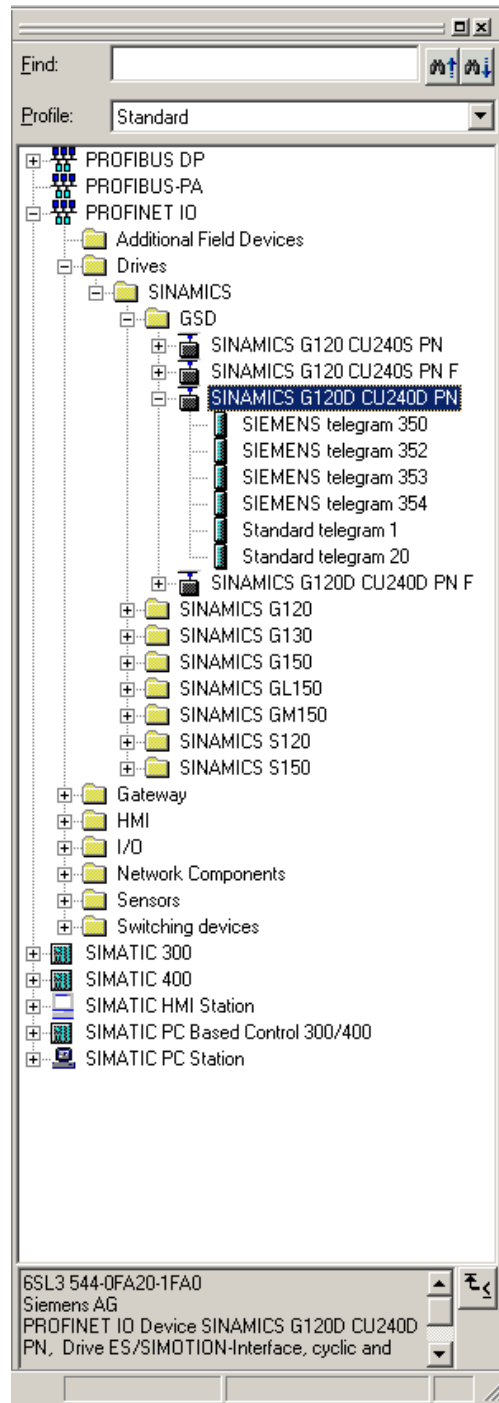 Find:
Profile: Standard
PROFIBUS DP
PROFIBUS-PA
PROFINET IO
Additional Field Devices
Drives
SINAMICS
GSD
SINAMICS G120 CU240S PN
SINAMICS G120 CU240S PN F
SINAMICS G120D CU240D PN
SIEMENS telegram 350
SIEMENS telegram 352
SIEMENS telegram 353
SIEMENS telegram 354
Standard telegram 1
Standard telegram 20
SINAMICS G120D CU240D PN F
SINAMICS G120
SINAMICS G130
SINAMICS G150
SINAMICS GL150
SINAMICS GM150
SINAMICS S120
SINAMICS S150
Gateway
HMI
I/O
Network Components
Sensors
Switching devices
SIMATIC 300
SIMATIC 400
SIMATIC HMI Station
SIMATIC PC Based Control 300/400
SIMATIC PC Station
6SL3 544-0FA20-1FA0
Siemens AG
PROFINET IO Device SINAMICS G120D CU240D
PN, Drive ES/SIMOTION-Interface, cyclic and